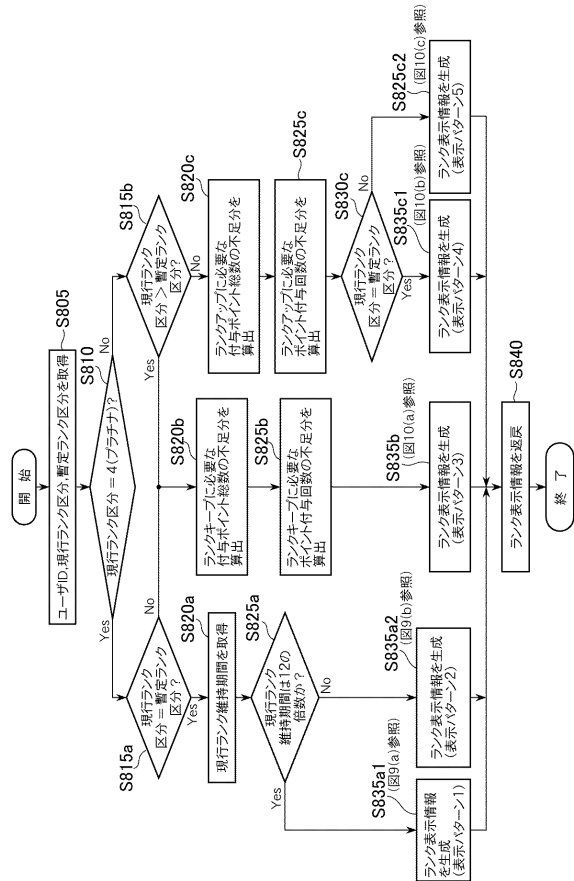 開 始
S805
ユーザID,現行ランク区分,暫定ランク区分を取得
S810
現行ランク区分=4(プラチナ)?
Yes
No
S815a
現行ランク
区分=暫定ランク
区分?
Yes
No
S820a
現行ランク維持期間を取得
S825a
現行ランク
維持期間は12の
倍数か?
Yes
No
S835a1
(図9(a)参照)
ランク表示情報
を生成
(表示パターン1)
S835a2
(図9(b)参照)
ランク表示情報を生成
(表示パターン2)
S815b
現行ランク
区分>暫定ランク
区分?
Yes
No
S820b
ランクキープに必要な
付与ポイント総数の不足分を
算出
S825b
ランクキープに必要な
ポイント付与回数の不足分を
算出
S835b
(図10(a)参照)
ランク表示情報を生成
(表示パターン3)
S820c
ランクアップに必要な
付与ポイント総数の不足分を
算出
S825c
ランクアップに必要な
ポイント付与回数の不足分を
算出
S830c
現行ランク
区分=暫定ランク
区分?
Yes
No
S835c1
(図10(b)参照)
ランク表示情報を生成
(表示パターン4)
S825c2
(図10(c)参照)
ランク表示情報を生成
(表示パターン5)
S840
ランク表示情報を返戻
終 了